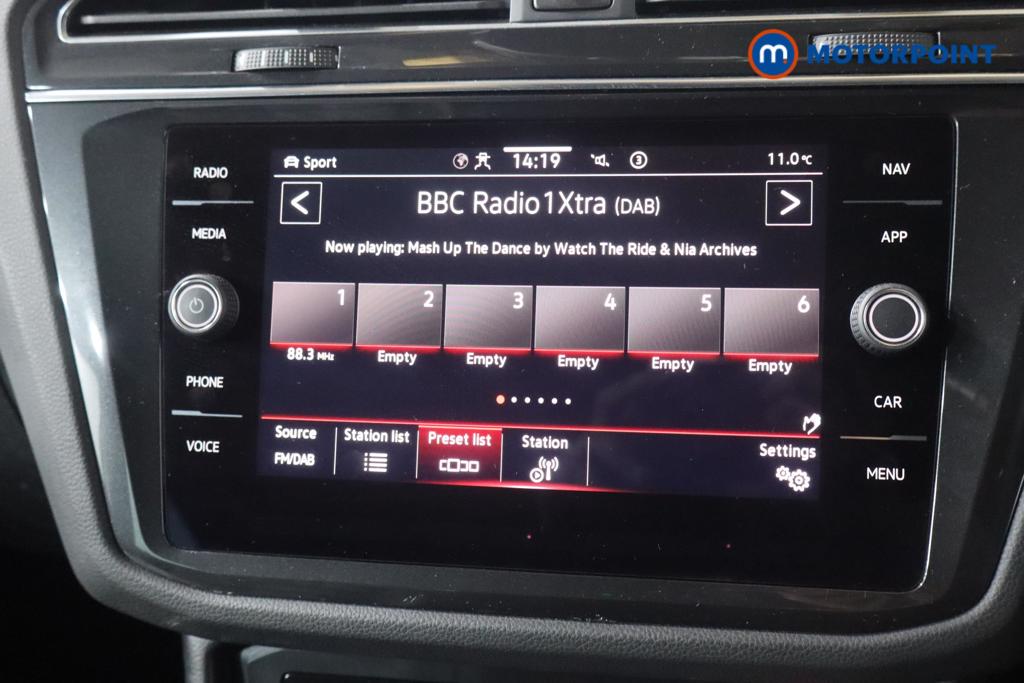 m MOTORPOINT
RADIO
MEDIA
PHONE
VOICE
Sport 14:19 3 11.0°C
< BBC Radio1Xtra (DAB) >
Now playing: Mash Up The Dance by Watch The Ride & Nia Archives
1 2 3 4 5 6
88.3 MHz Empty Empty Empty Empty Empty
Source Station list Preset list Station Settings
FM/DAB
NAV
APP
CAR
MENU